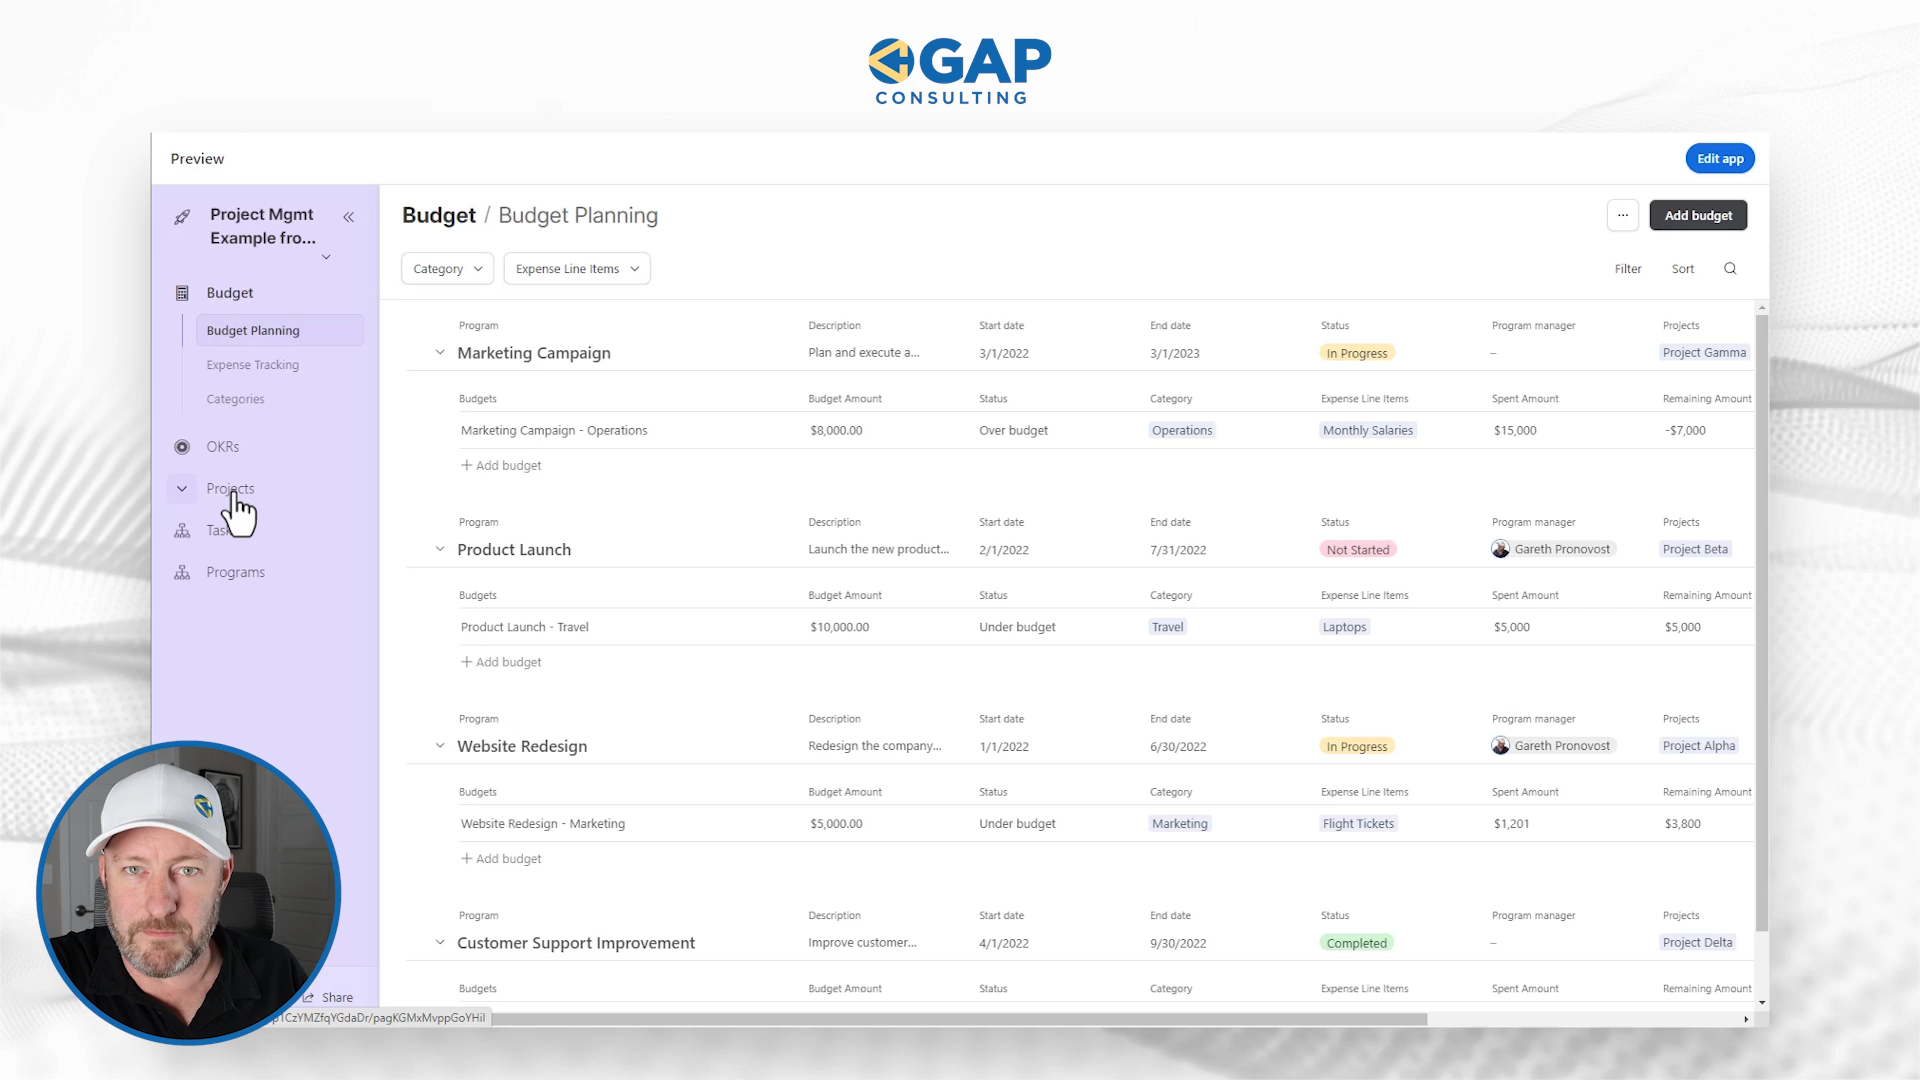 GAP
CONSULTING
Preview
Edit app
Project Mgmt
Example fro...
Budget / Budget Planning
...
Add budget
Category
Expense Line Items
Filter
Sort
Budget
Budget Planning
Expense Tracking
Categories
OKRs
Projects
Programs
Share
Program Description Start date End date Status Program manager Projects
Marketing Campaign Plan and execute a... 3/1/2022 3/1/2023 In Progress – Project Gamma
Budgets Budget Amount Status Category Expense Line Items Spent Amount Remaining Amount
Marketing Campaign - Operations $8,000.00 Over budget Operations Monthly Salaries $15,000 -$7,000
+ Add budget
Program Description Start date End date Status Program manager Projects
Product Launch Launch the new product... 2/1/2022 7/31/2022 Not Started Gareth Pronovost Project Beta
Budgets Budget Amount Status Category Expense Line Items Spent Amount Remaining Amount
Product Launch - Travel $10,000.00 Under budget Travel Laptops $5,000 $5,000
+ Add budget
Program Description Start date End date Status Program manager Projects
Website Redesign Redesign the company... 1/1/2022 6/30/2022 In Progress Gareth Pronovost Project Alpha
Budgets Budget Amount Status Category Expense Line Items Spent Amount Remaining Amount
Website Redesign - Marketing $5,000.00 Under budget Marketing Flight Tickets $1,201 $3,800
+ Add budget
Program Description Start date End date Status Program manager Projects
Customer Support Improvement Improve customer... 4/1/2022 9/30/2022 Completed – Project Delta
Budgets Budget Amount Status Category Expense Line Items Spent Amount Remaining Amount